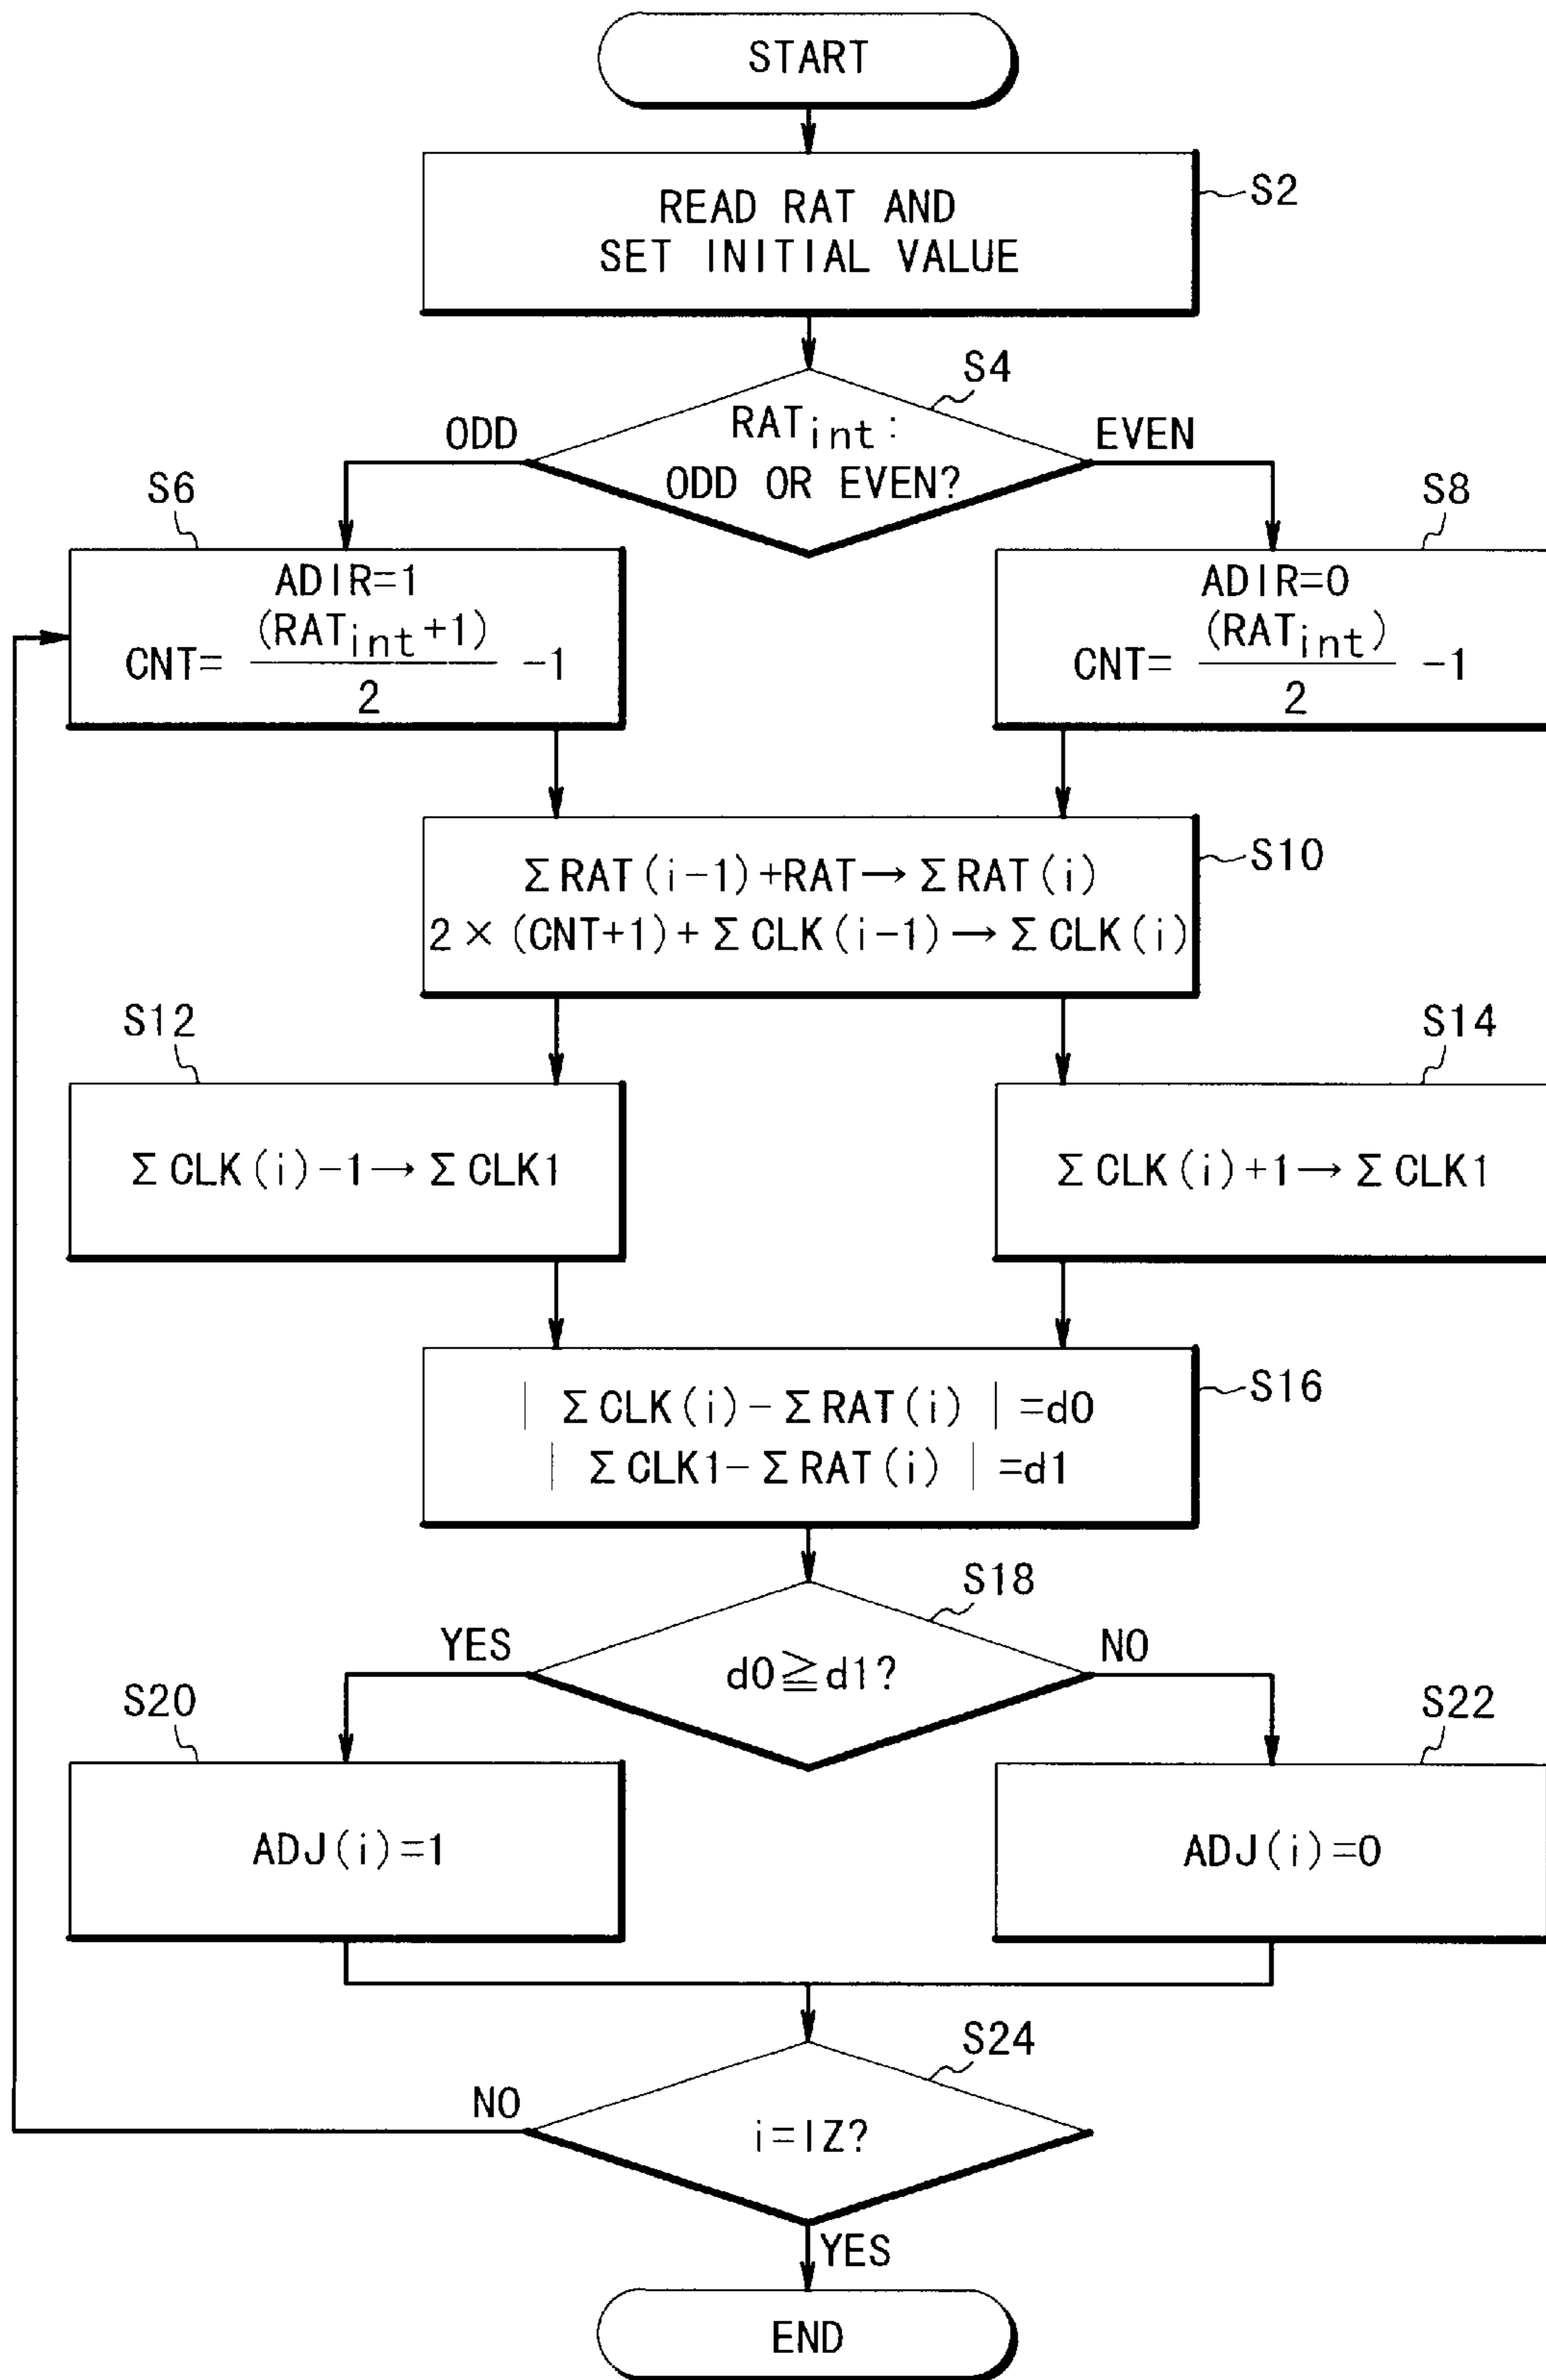 START
READ RAT AND
SET INITIAL VALUE
S2
S4
RATint:
ODD OR EVEN?
ODD
EVEN
S6
ADIR=1
CNT= (RATint+1)/2 -1
S8
ADIR=0
CNT= (RATint)/2 -1
ΣRAT(i-1)+RAT→ΣRAT(i)
2×(CNT+1)+ΣCLK(i-1)→ΣCLK(i)
S10
S12
ΣCLK(i)-1→ΣCLK1
S14
ΣCLK(i)+1→ΣCLK1
|ΣCLK(i)-ΣRAT(i)|=d0
|ΣCLK1-ΣRAT(i)|=d1
S16
S18
YES
d0≧d1?
NO
S20
ADJ(i)=1
S22
ADJ(i)=0
S24
NO
i=IZ?
YES
END